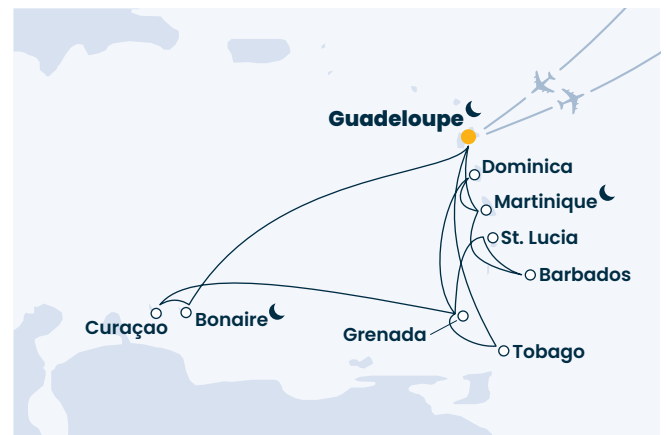 Guadeloupe
Dominica
Martinique
St. Lucia
Barbados
Curaçao
Bonaire
Grenada
Tobago